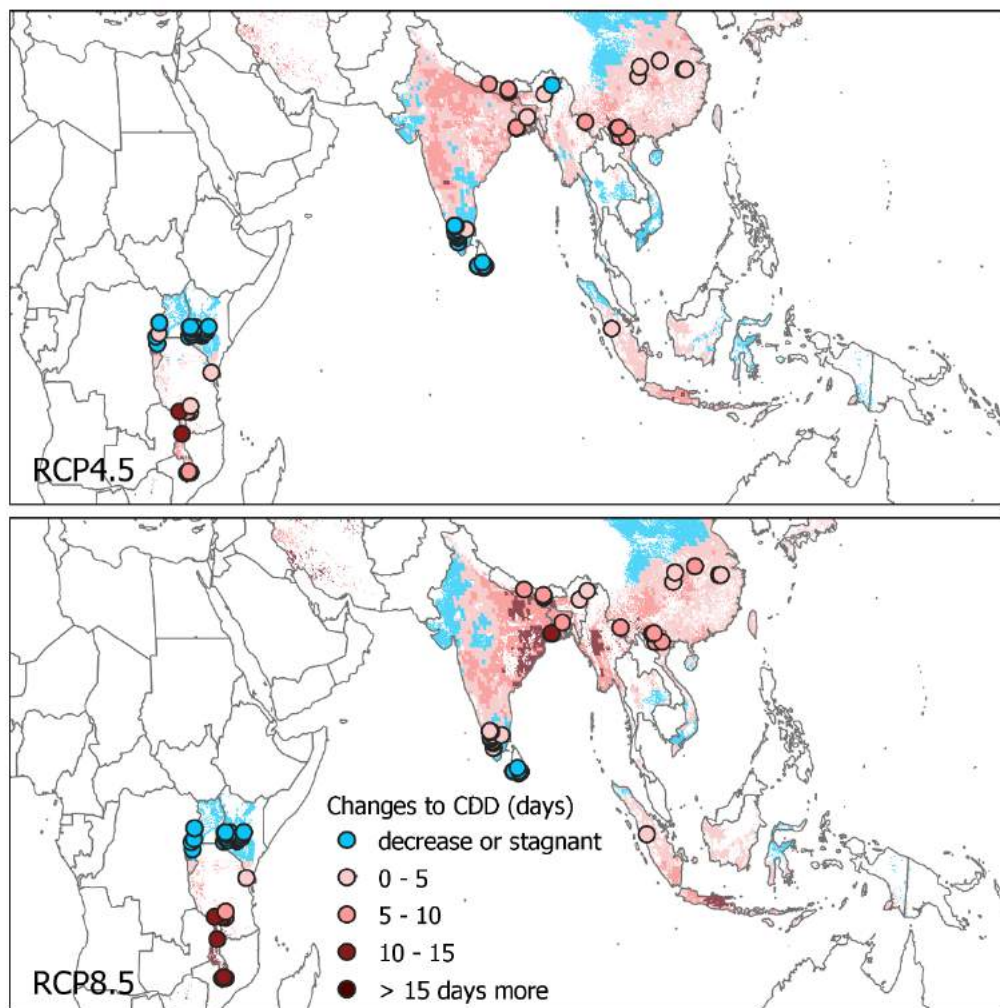 RCP4.5
Changes to CDD (days)
decrease or stagnant
0 - 5
5 - 10
10 - 15
> 15 days more
RCP8.5